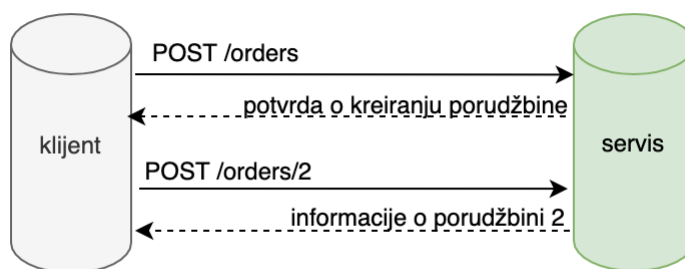 POST /orders
potvrda o kreiranju porudžbine
klijent
servis
POST /orders/2
informacije o porudžbini 2